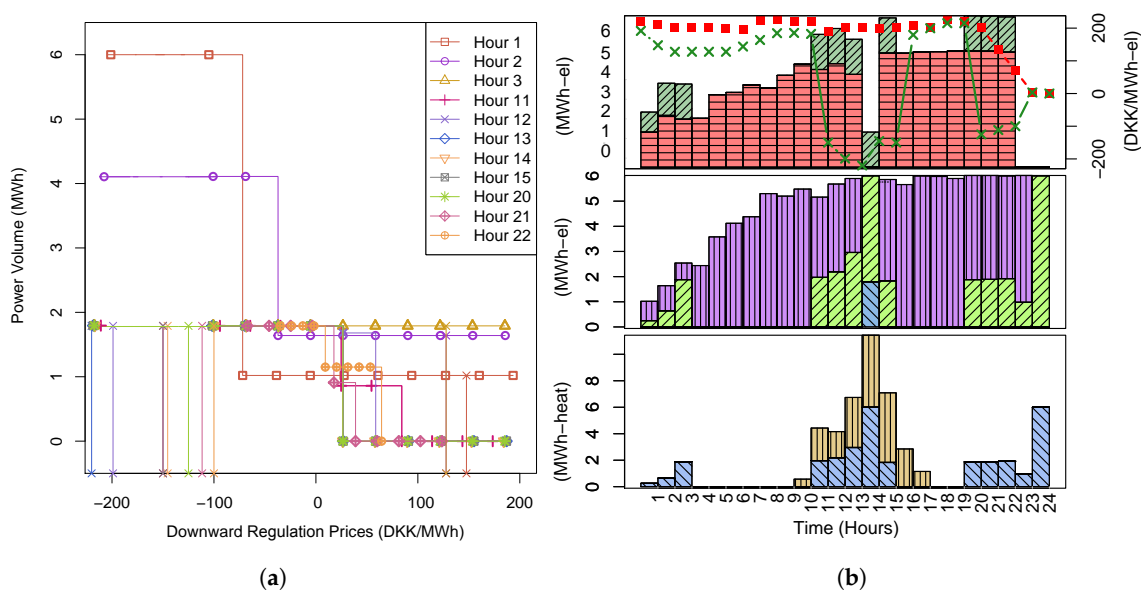 Power Volume (MWh)
6
5
4
3
2
1
0
−200
−100
0
100
200
Downward Regulation Prices (DKK/MWh)
Hour 1
Hour 2
Hour 3
Hour 11
Hour 12
Hour 13
Hour 14
Hour 15
Hour 20
Hour 21
Hour 22
(a)
(MWh−el)
6
5
4
3
2
1
0
200
100
0
−200
(DKK/MWh−el)
(MWh−el)
6
5
4
3
2
1
0
(MWh−heat)
8
6
4
2
0
1
2
3
4
5
6
7
8
9
10
11
12
13
14
15
16
17
18
19
20
21
22
23
24
Time (Hours)
(b)